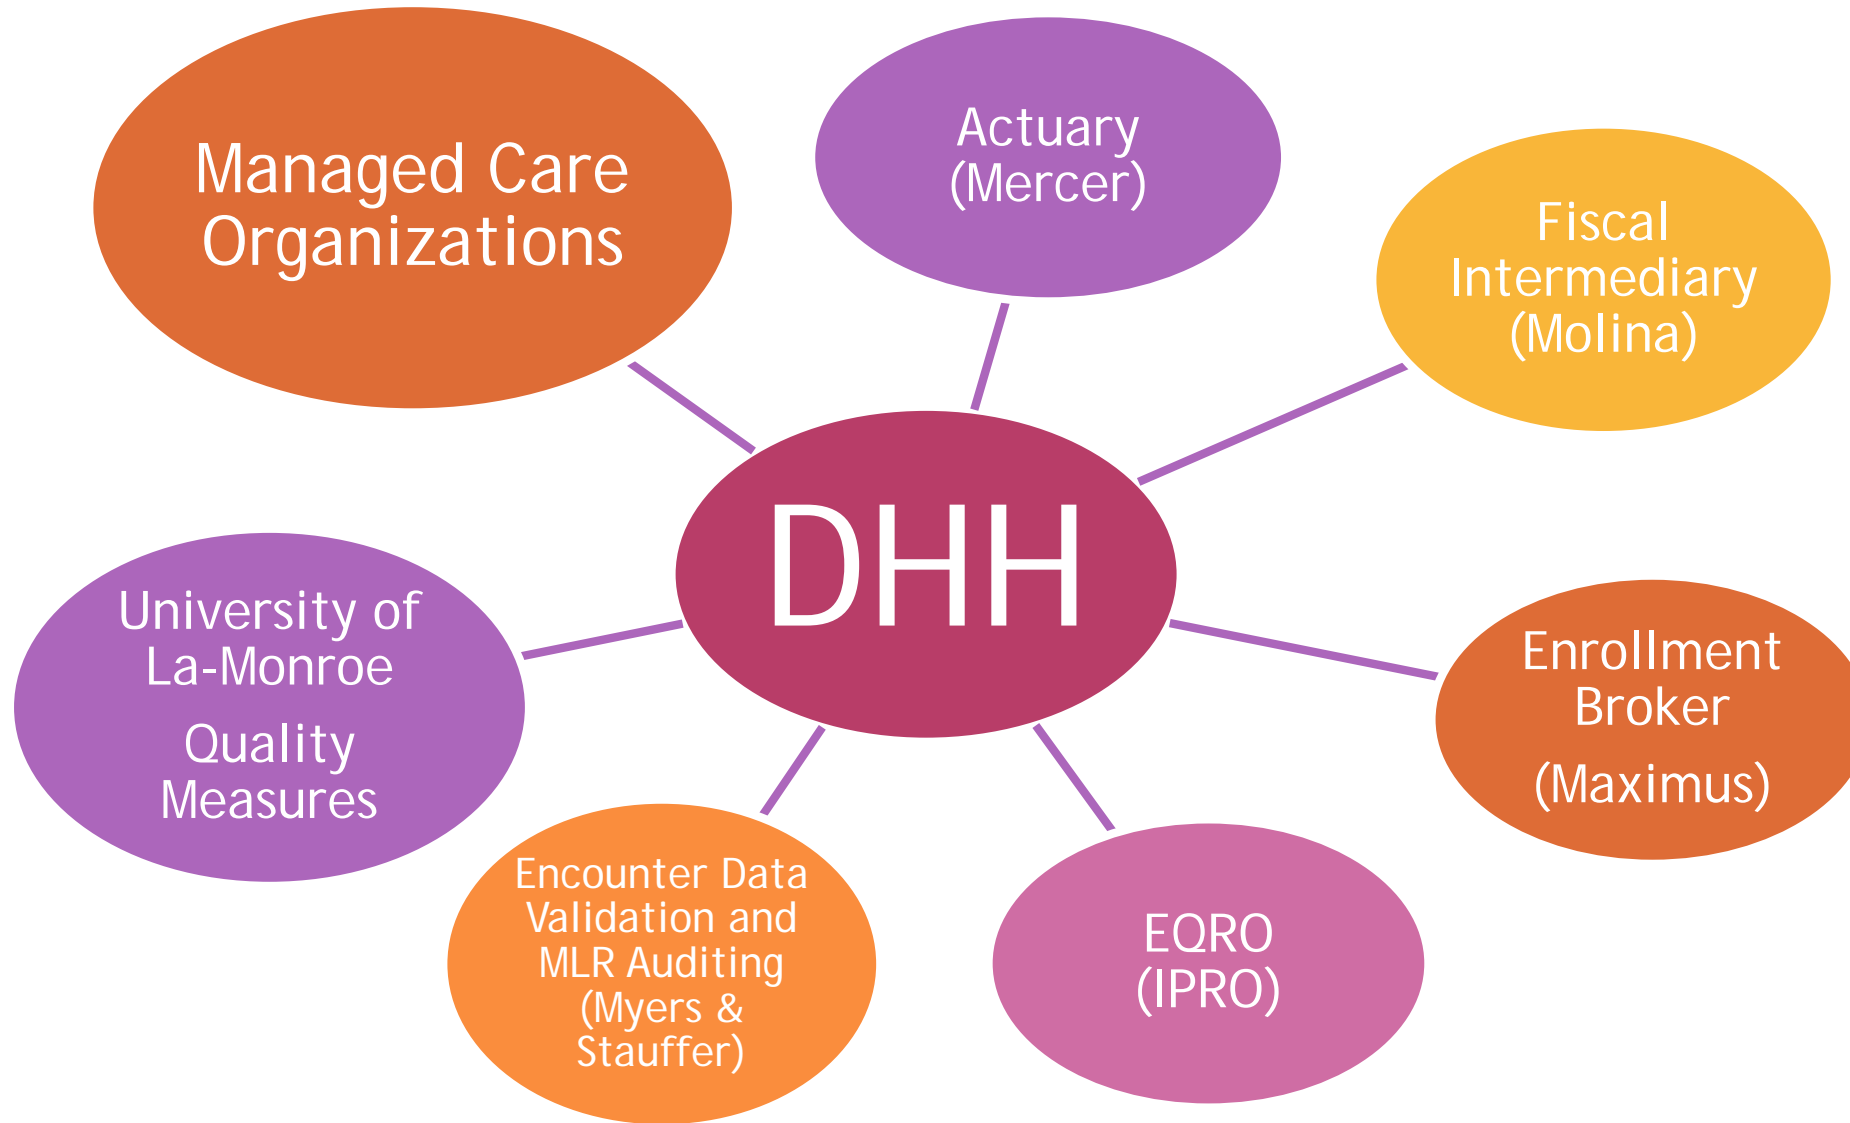 Managed Care
Organizations
Actuary
(Mercer)
Fiscal
Intermediary
(Molina)
DHH
University of
La-Monroe
Quality
Measures
Enrollment
Broker
(Maximus)
Encounter Data
Validation and
MLR Auditing
(Myers &
Stauffer)
EQRO
(IPRO)